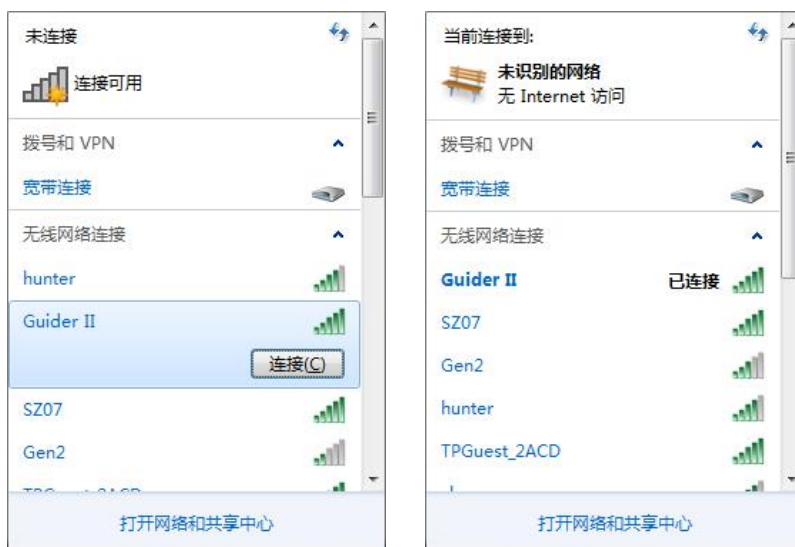 未连接
连接可用
拨号和 VPN
宽带连接
无线网络连接
hunter
Guider II
连接(C)
SZ07
Gen2
打开网络和共享中心
当前连接到:
未识别的网络
无 Internet 访问
拨号和 VPN
宽带连接
无线网络连接
Guider II 已连接
SZ07
Gen2
hunter
TPGuest_2ACD
打开网络和共享中心